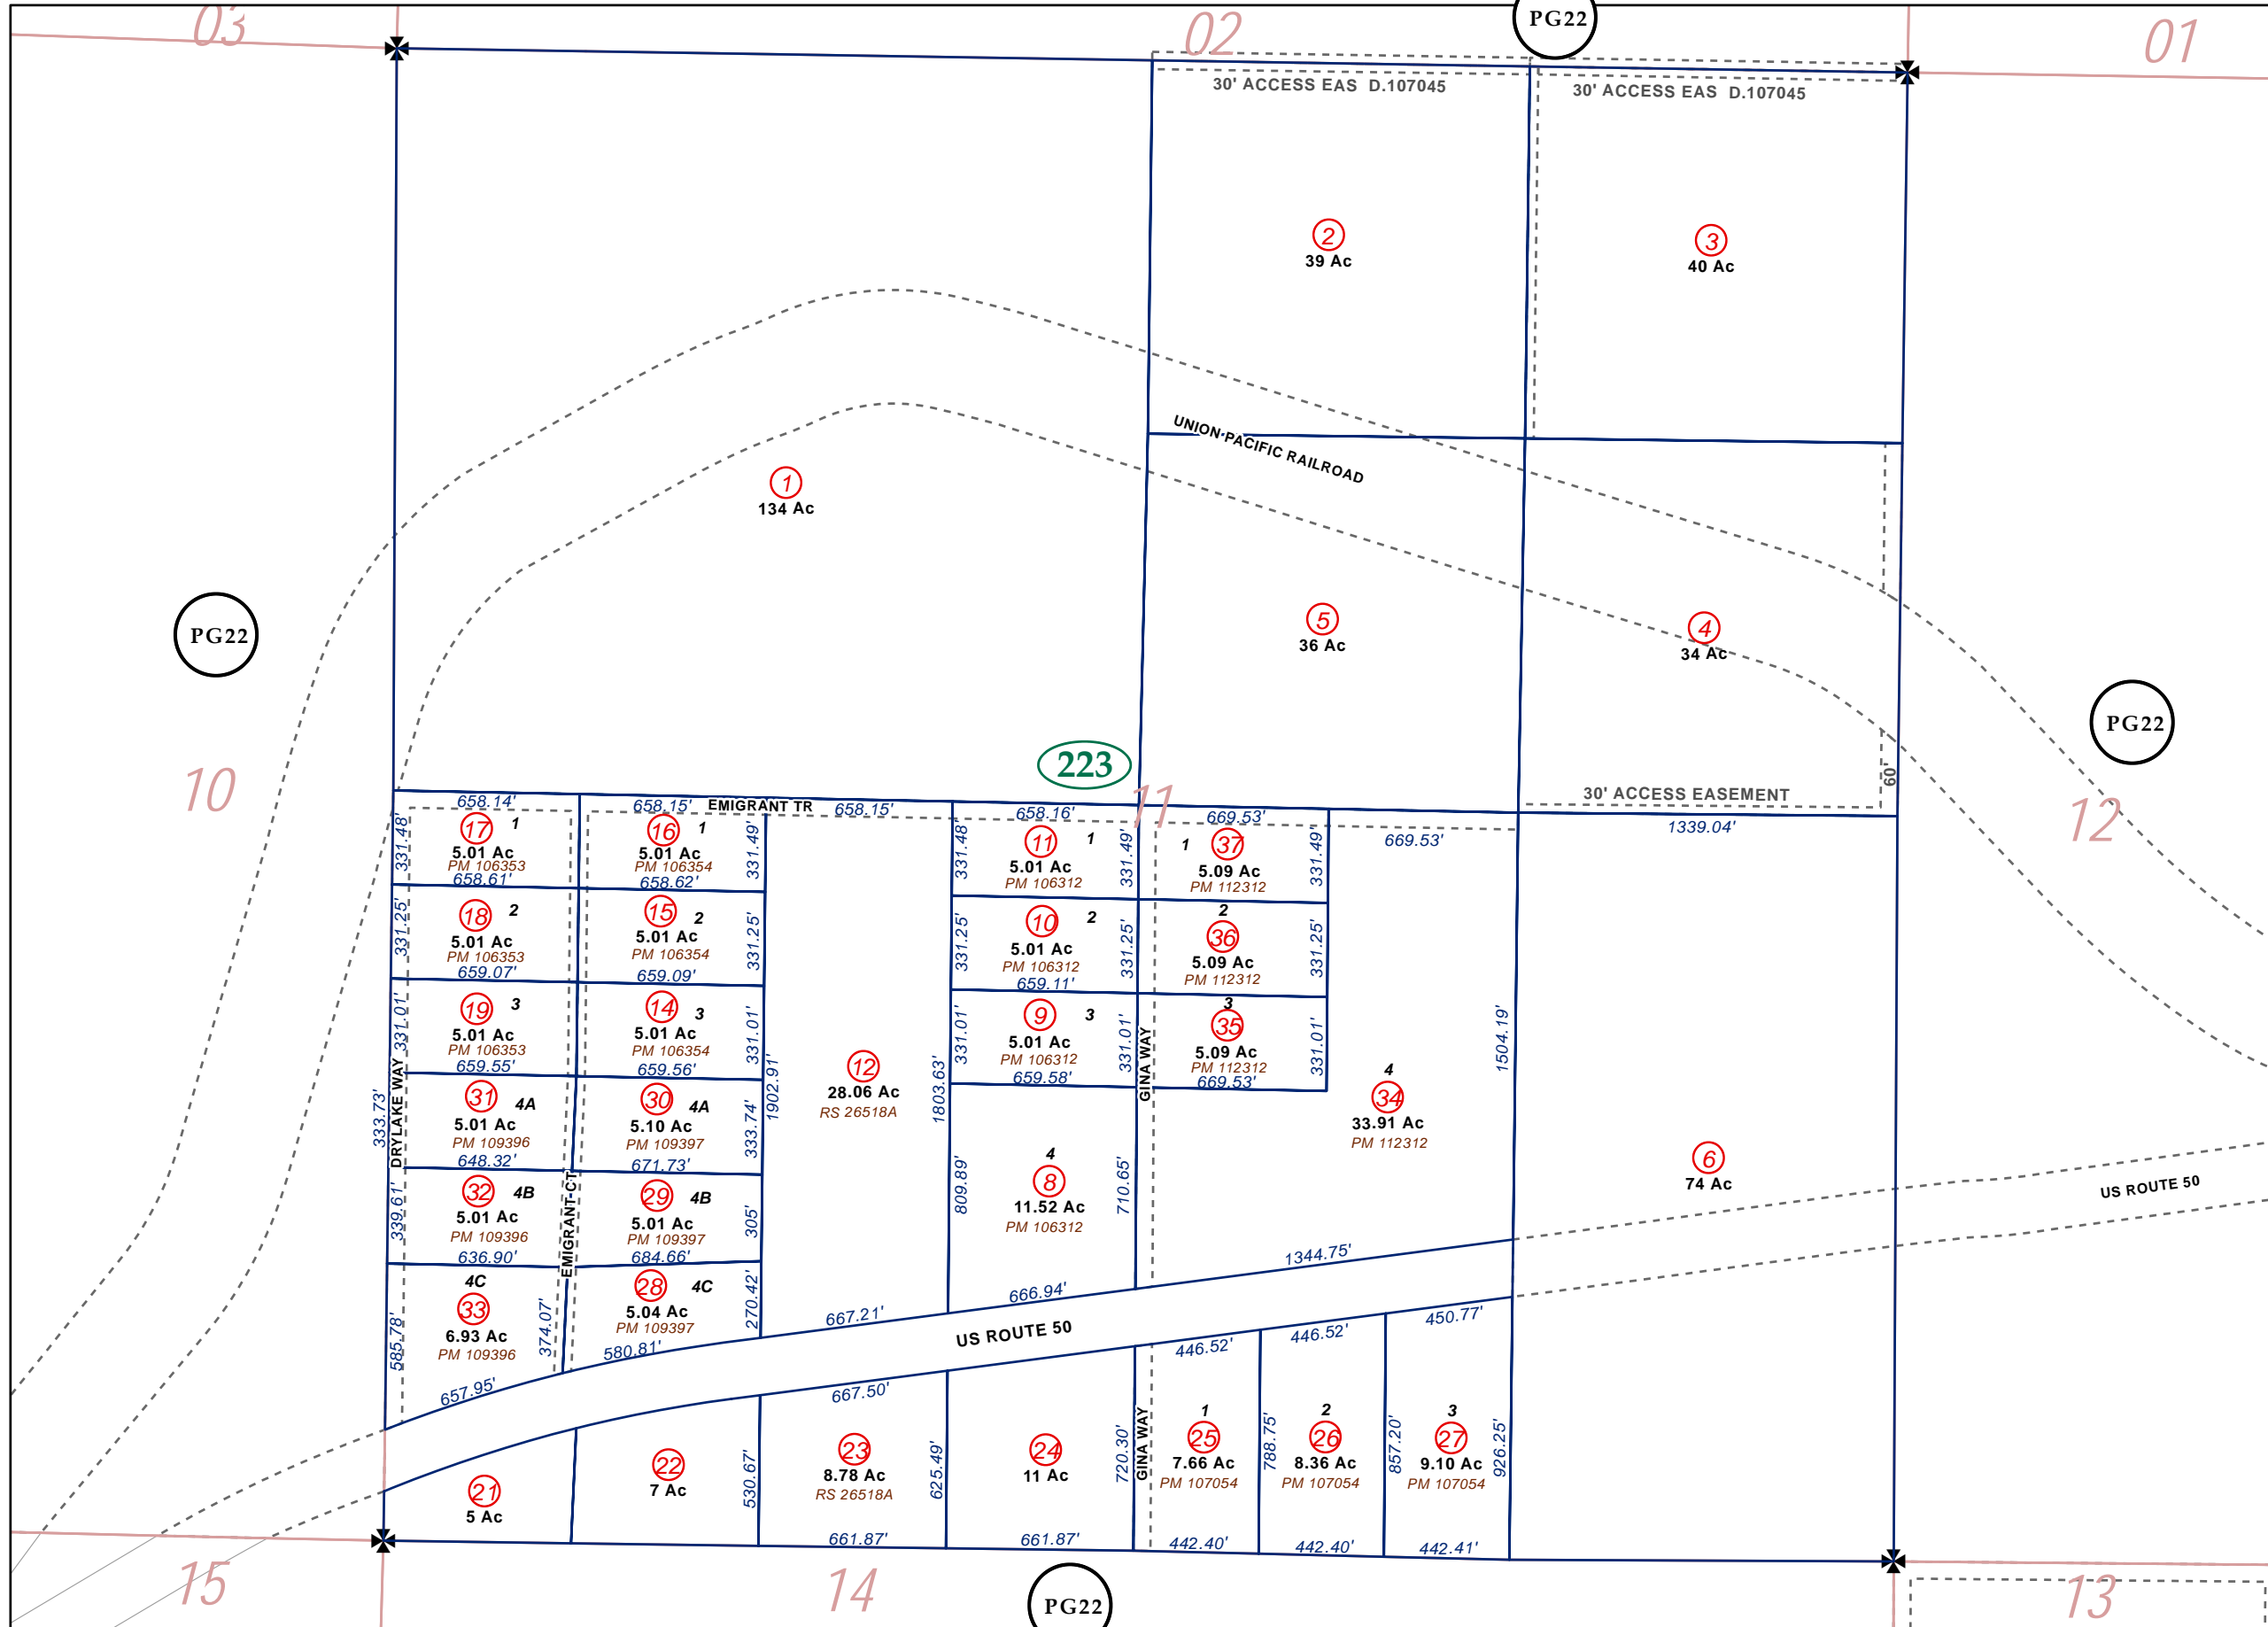 03
02
PG22
01
30' ACCESS EAS D.107045
30' ACCESS EAS D.107045
2
39 Ac
3
40 Ac
UNION PACIFIC RAILROAD
1
134 Ac
PG22
5
36 Ac
4
34 Ac
PG22
223
10
11
12
60'
30' ACCESS EASEMENT
1339.04'
EMIGRANT TR
658.14'
658.15'
658.15'
658.16'
669.53'
669.53'
331.48'
17
1
5.01 Ac
PM 106353
658.61'
16
1
5.01 Ac
PM 106354
658.62'
331.49'
331.48'
11
1
5.01 Ac
PM 106312
331.49'
1
37
5.09 Ac
PM 112312
331.49'
331.25'
18
2
5.01 Ac
PM 106353
659.07'
15
2
5.01 Ac
PM 106354
659.09'
331.25'
331.25'
10
2
5.01 Ac
PM 106312
659.11'
331.25'
2
36
5.09 Ac
PM 112312
331.25'
331.01'
19
3
5.01 Ac
PM 106353
659.55'
14
3
5.01 Ac
PM 106354
659.56'
331.01'
331.01'
9
3
5.01 Ac
PM 106312
659.58'
331.01'
3
35
5.09 Ac
PM 112312
669.53'
331.01'
1504.19'
GINA WAY
DRYLAKE WAY
333.73'
31
4A
5.01 Ac
PM 109396
648.32'
30
4A
5.10 Ac
PM 109397
671.73'
333.74'
1902.91'
12
28.06 Ac
RS 26518A
1803.63'
4
34
33.91 Ac
PM 112312
339.61'
32
4B
5.01 Ac
PM 109396
636.90'
EMIGRANT CT
29
4B
5.01 Ac
PM 109397
684.66'
305'
809.89'
4
8
11.52 Ac
PM 106312
710.65'
6
74 Ac
US ROUTE 50
585.78'
4C
33
6.93 Ac
PM 109396
374.07'
657.95'
28
4C
5.04 Ac
PM 109397
270.42'
580.81'
667.21'
666.94'
1344.75'
US ROUTE 50
667.50'
446.52'
446.52'
450.77'
21
5 Ac
22
7 Ac
530.67'
23
8.78 Ac
RS 26518A
625.49'
661.87'
24
11 Ac
661.87'
720.30'
GINA WAY
1
25
7.66 Ac
PM 107054
442.40'
788.75'
2
26
8.36 Ac
PM 107054
442.40'
857.20'
3
27
9.10 Ac
PM 107054
442.41'
926.25'
15
14
PG22
13